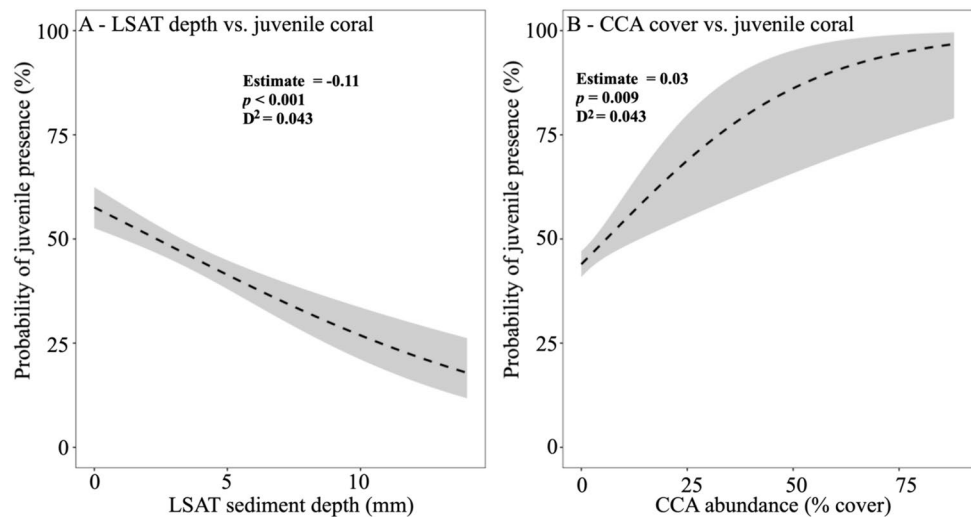 A - LSAT depth vs. juvenile coral
Probability of juvenile presence (%)
100
75
50
25
0
Estimate = -0.11
p < 0.001
D² = 0.043
0 5 10
LSAT sediment depth (mm)
B - CCA cover vs. juvenile coral
Probability of juvenile presence (%)
100
75
50
25
0
Estimate = 0.03
p = 0.009
D² = 0.043
0 25 50 75
CCA abundance (% cover)